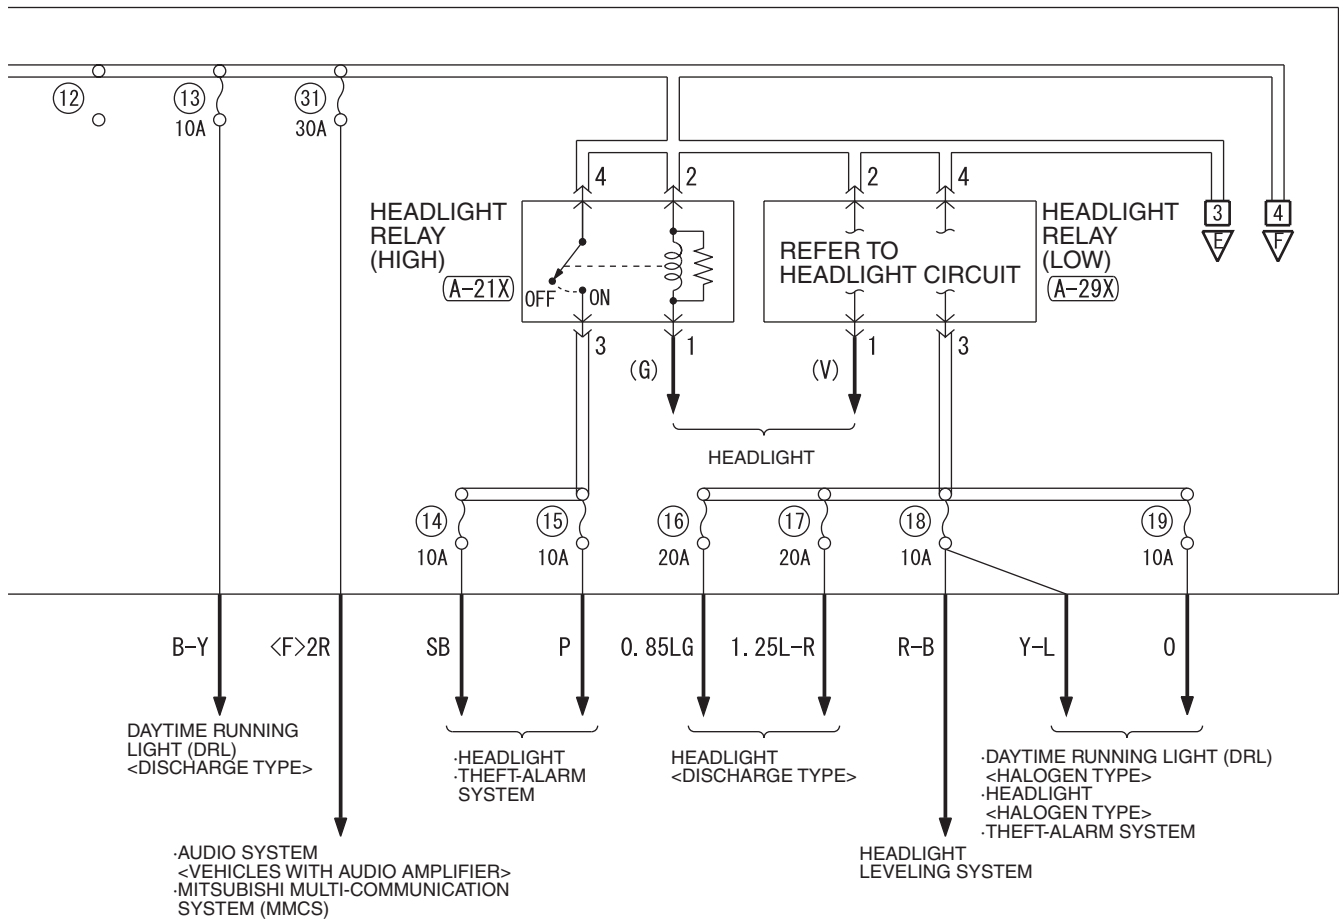 12
13
10A
31
30A
4
2
2
4
HEADLIGHT
RELAY
(HIGH)
A-21X
OFF
ON
REFER TO
HEADLIGHT CIRCUIT
HEADLIGHT
RELAY
(LOW)
A-29X
3
E
4
F
3
1
1
3
(G)
(V)
HEADLIGHT
14
10A
15
10A
16
20A
17
20A
18
10A
19
10A
B-Y
<F>2R
SB
P
0.85LG
1.25L-R
R-B
Y-L
O
DAYTIME RUNNING
LIGHT (DRL)
<DISCHARGE TYPE>
·HEADLIGHT
·THEFT-ALARM
SYSTEM
HEADLIGHT
<DISCHARGE TYPE>
·DAYTIME RUNNING LIGHT (DRL)
<HALOGEN TYPE>
·HEADLIGHT
<HALOGEN TYPE>
·THEFT-ALARM SYSTEM
·AUDIO SYSTEM
<VEHICLES WITH AUDIO AMPLIFIER>
·MITSUBISHI MULTI-COMMUNICATION
SYSTEM (MMCS)
HEADLIGHT
LEVELING SYSTEM